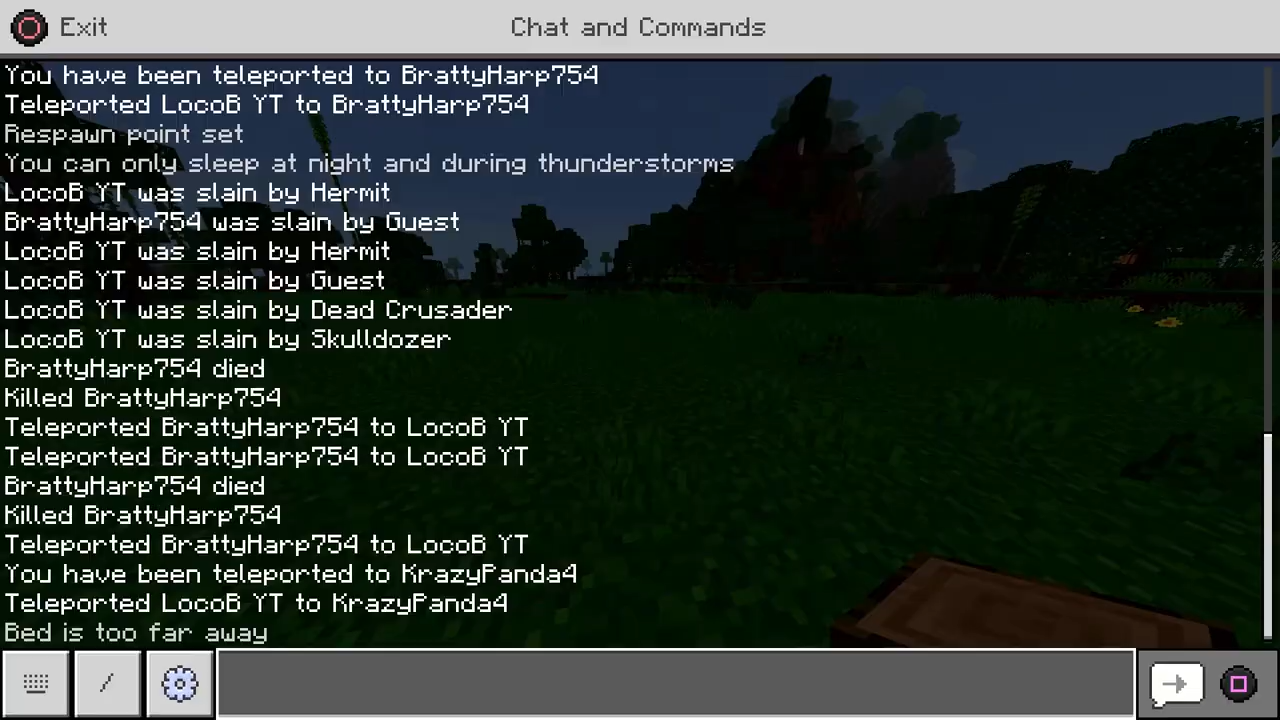 Exit
Chat and Commands
You have been teleported to BrattyHarp754
Teleported LocoB YT to BrattyHarp754
Respawn point set
You can only sleep at night and during thunderstorms
LocoB YT was slain by Hermit
BrattyHarp754 was slain by Guest
LocoB YT was slain by Hermit
LocoB YT was slain by Guest
LocoB YT was slain by Dead Crusader
LocoB YT was slain by Skulldozer
BrattyHarp754 died
Killed BrattyHarp754
Teleported BrattyHarp754 to LocoB YT
Teleported BrattyHarp754 to LocoB YT
BrattyHarp754 died
Killed BrattyHarp754
Teleported BrattyHarp754 to LocoB YT
You have been teleported to KrazyPanda4
Teleported LocoB YT to KrazyPanda4
Bed is too far away
/